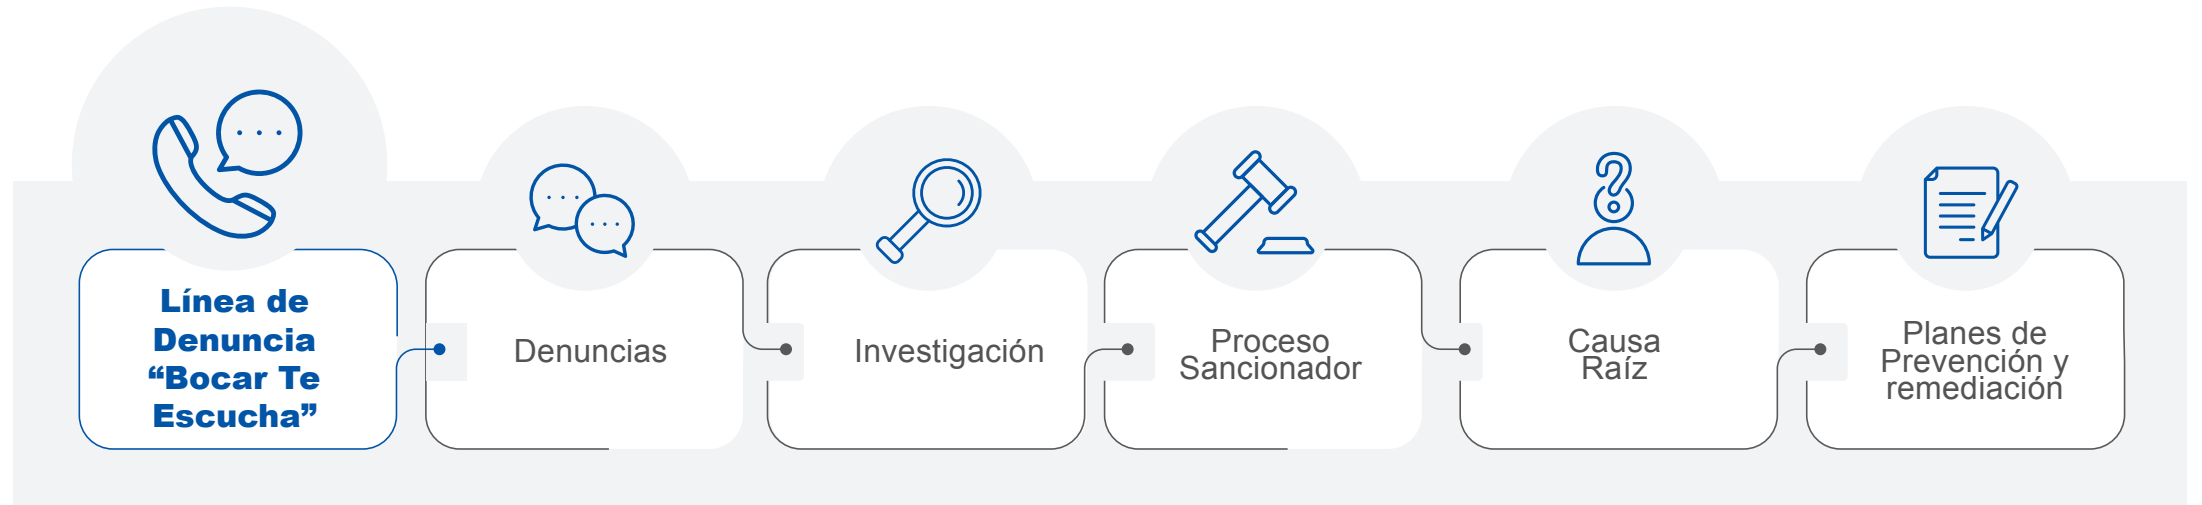 Línea de
Denuncia
“Bocar Te
Escucha”
Denuncias
Investigación
Proceso
Sancionador
Causa
Raíz
Planes de
Prevención y
remediación